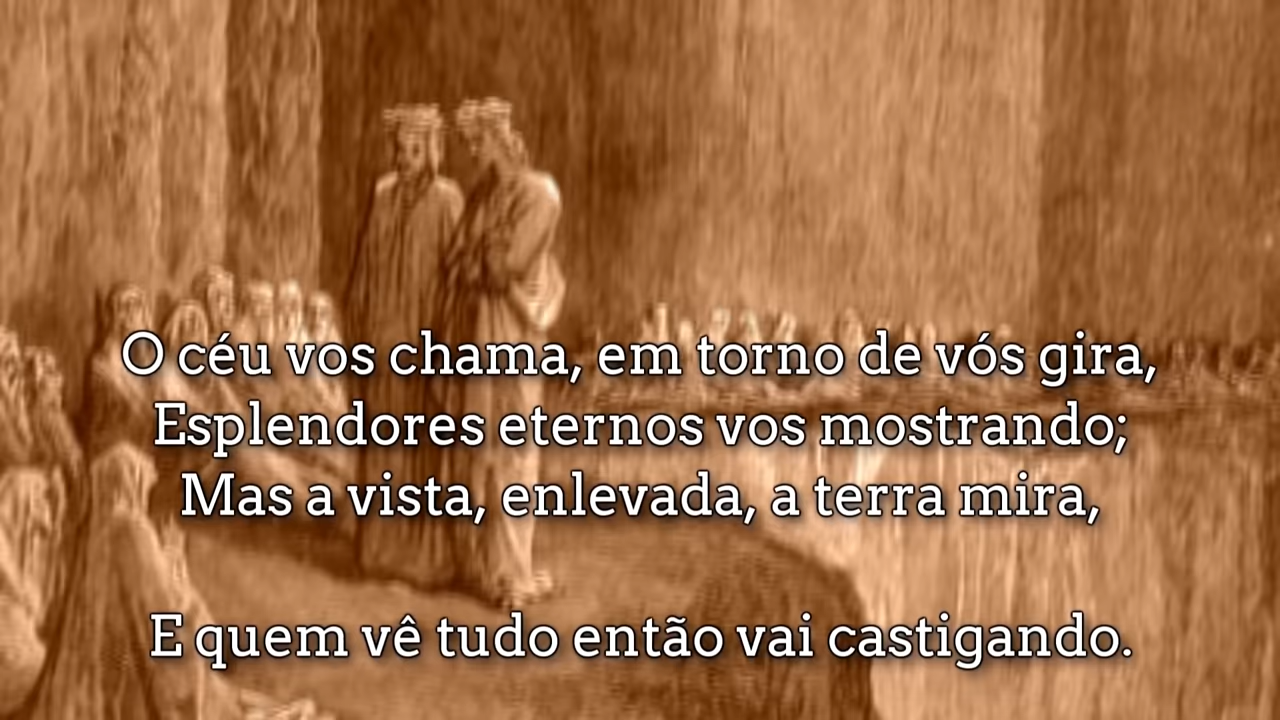 O céu vos chama, em torno de vós gira,
Esplendores eternos vos mostrando;
Mas a vista, enlevada, a terra mira,
E quem vê tudo então vai castigando.